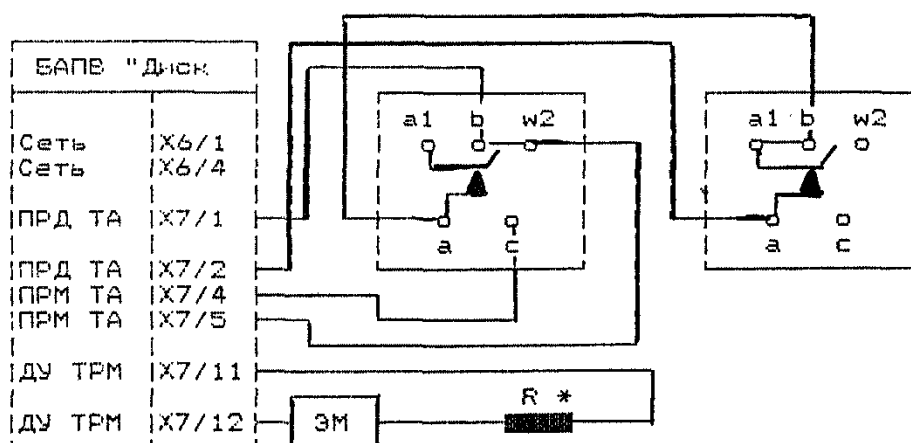 БАПВ "Диск
Сеть X6/1
Сеть X6/4
ПРД ТА X7/1
ПРД ТА X7/2
ПРМ ТА X7/4
ПРМ ТА X7/5
ДУ ТРМ X7/11
ДУ ТРМ X7/12
ЭМ
R *
a1 b w2
a c
a1 b w2
a c